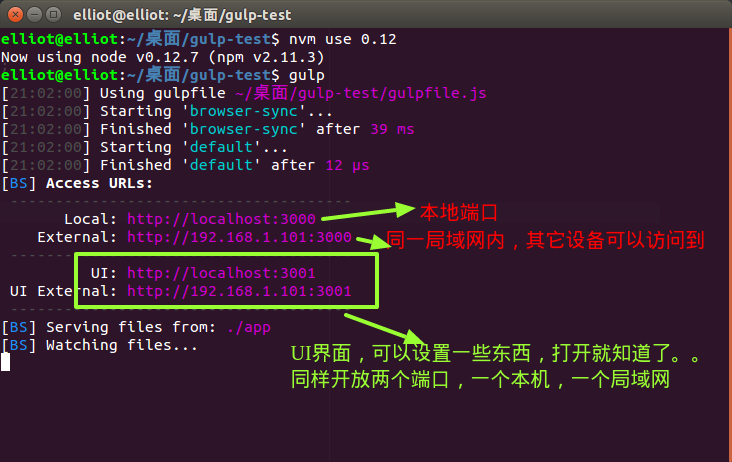 elliot@elliot: ~/桌面/gulp-test
elliot@elliot:~/桌面/gulp-test$ nvm use 0.12
Now using node v0.12.7 (npm v2.11.3)
elliot@elliot:~/桌面/gulp-test$ gulp
[21:02:00] Using gulpfile ~/桌面/gulp-test/gulpfile.js
[21:02:00] Starting 'browser-sync'...
[21:02:00] Finished 'browser-sync' after 39 ms
[21:02:00] Starting 'default'...
[21:02:00] Finished 'default' after 12 μs
[BS] Access URLs:
--------------------------------------
Local: http://localhost:3000 本地端口
External: http://192.168.1.101:3000 同一局域网内，其它设备可以访问到
--------------------------------------
UI: http://localhost:3001
UI External: http://192.168.1.101:3001
--------------------------------------
[BS] Serving files from: ./app
[BS] Watching files...
UI界面，可以设置一些东西，打开就知道了。。
同样开放两个端口，一个本机，一个局域网